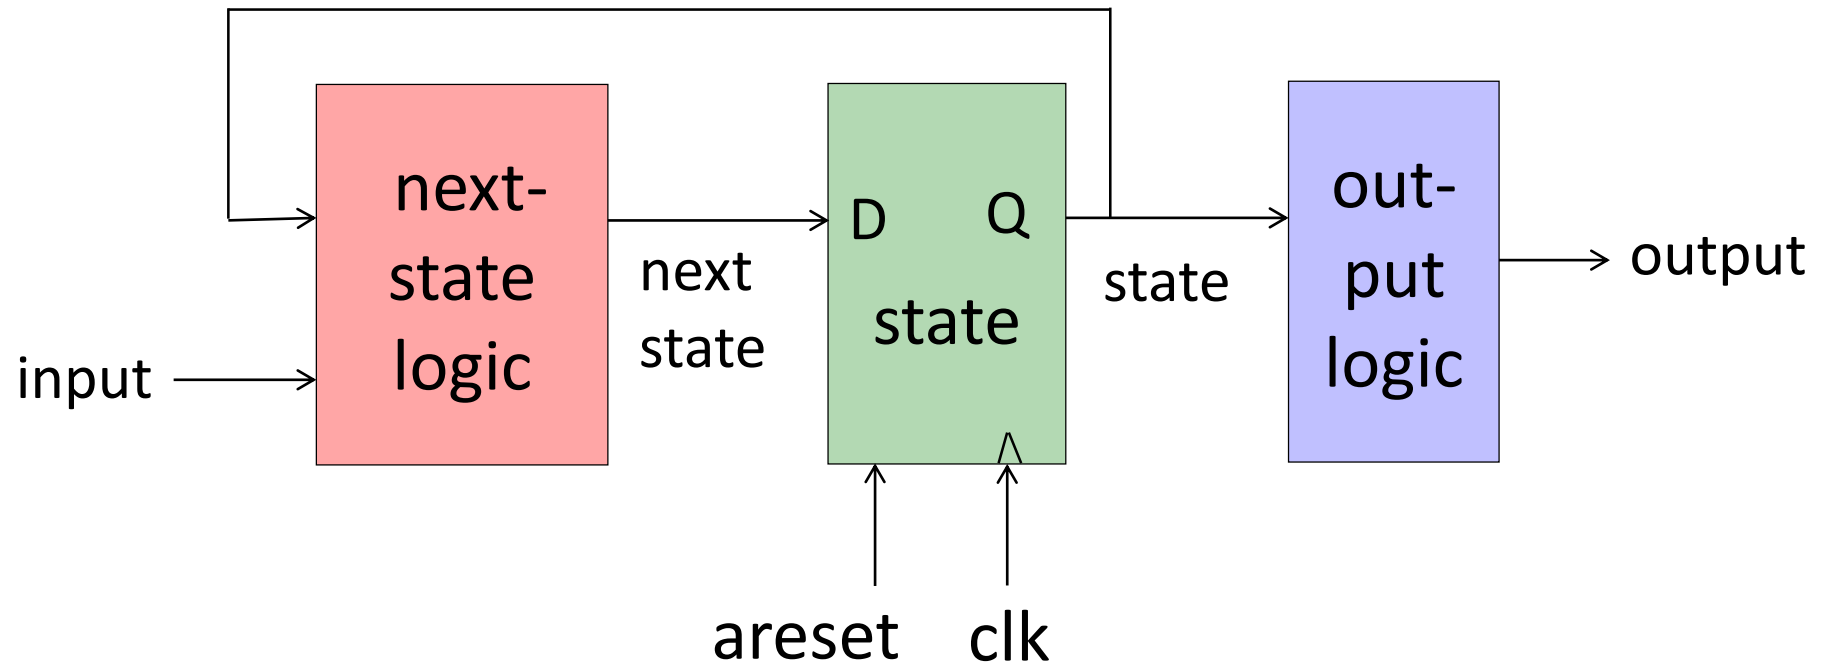 next-
state
logic
input
next
state
D
Q
state
areset
clk
state
out-
put
logic
output